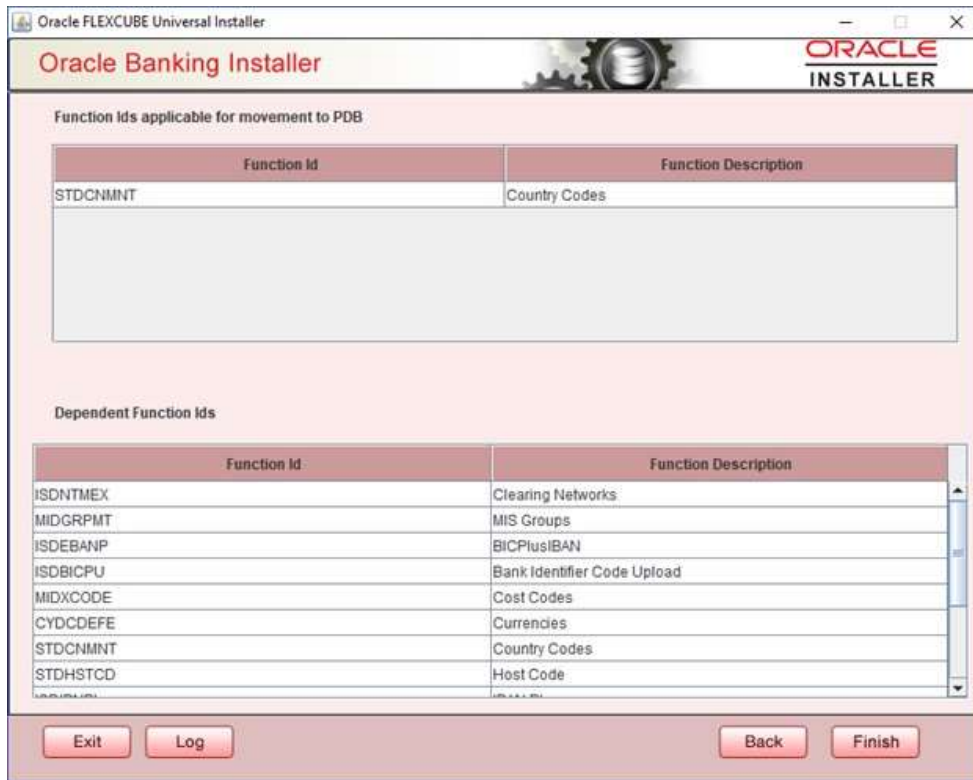 Oracle FLEXCUBE Universal Installer
Oracle Banking Installer
ORACLE
INSTALLER
Function Ids applicable for movement to PDB
Function Id Function Description
STDCNMNT Country Codes
Dependent Function Ids
Function Id Function Description
ISDNTMEX Clearing Networks
MIDGRPMT MIS Groups
ISDEBANP BICPlusIBAN
ISDBICPU Bank Identifier Code Upload
MIDXCODE Cost Codes
CYDCDEFE Currencies
STDCNMNT Country Codes
STDHSTCD Host Code
Exit Log Back Finish